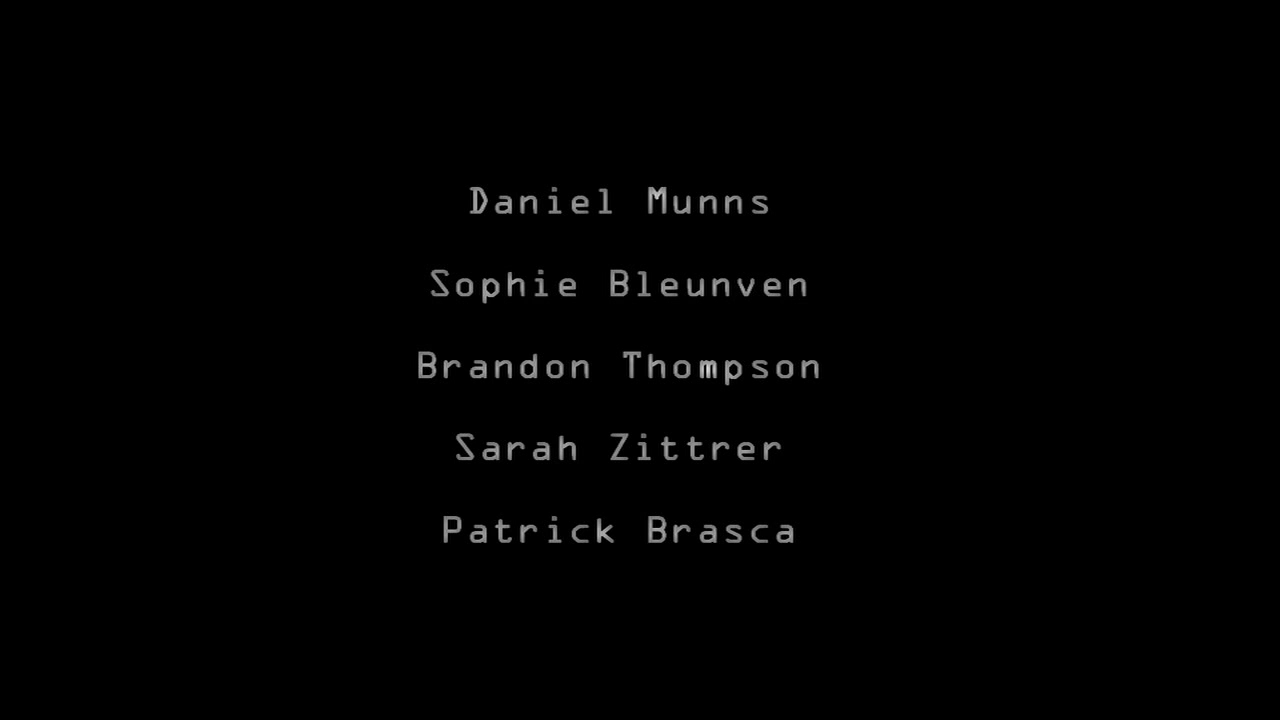 Daniel Munns
Sophie Bleunven
Brandon Thompson
Sarah Zittrer
Patrick Brasca